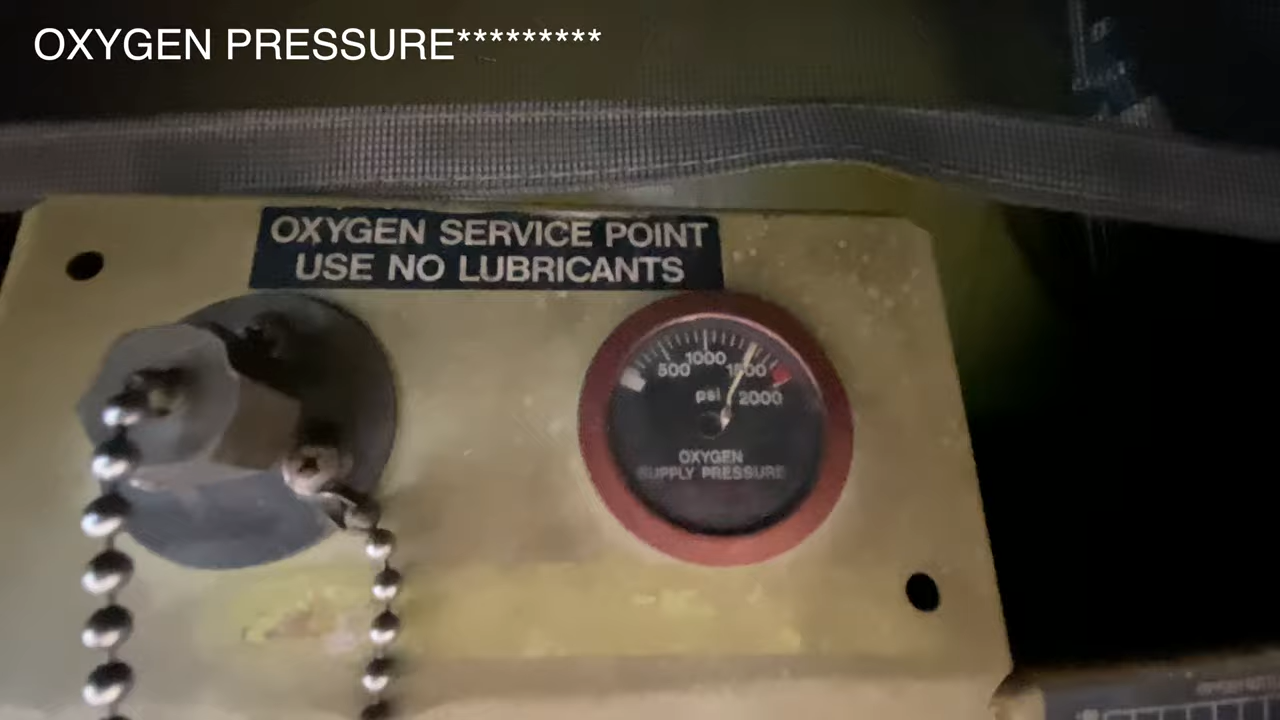 OXYGEN PRESSURE*********
OXYGEN SERVICE POINT
USE NO LUBRICANTS
500 1000 1500
psi 2000
OXYGEN
SUPPLY PRESSURE